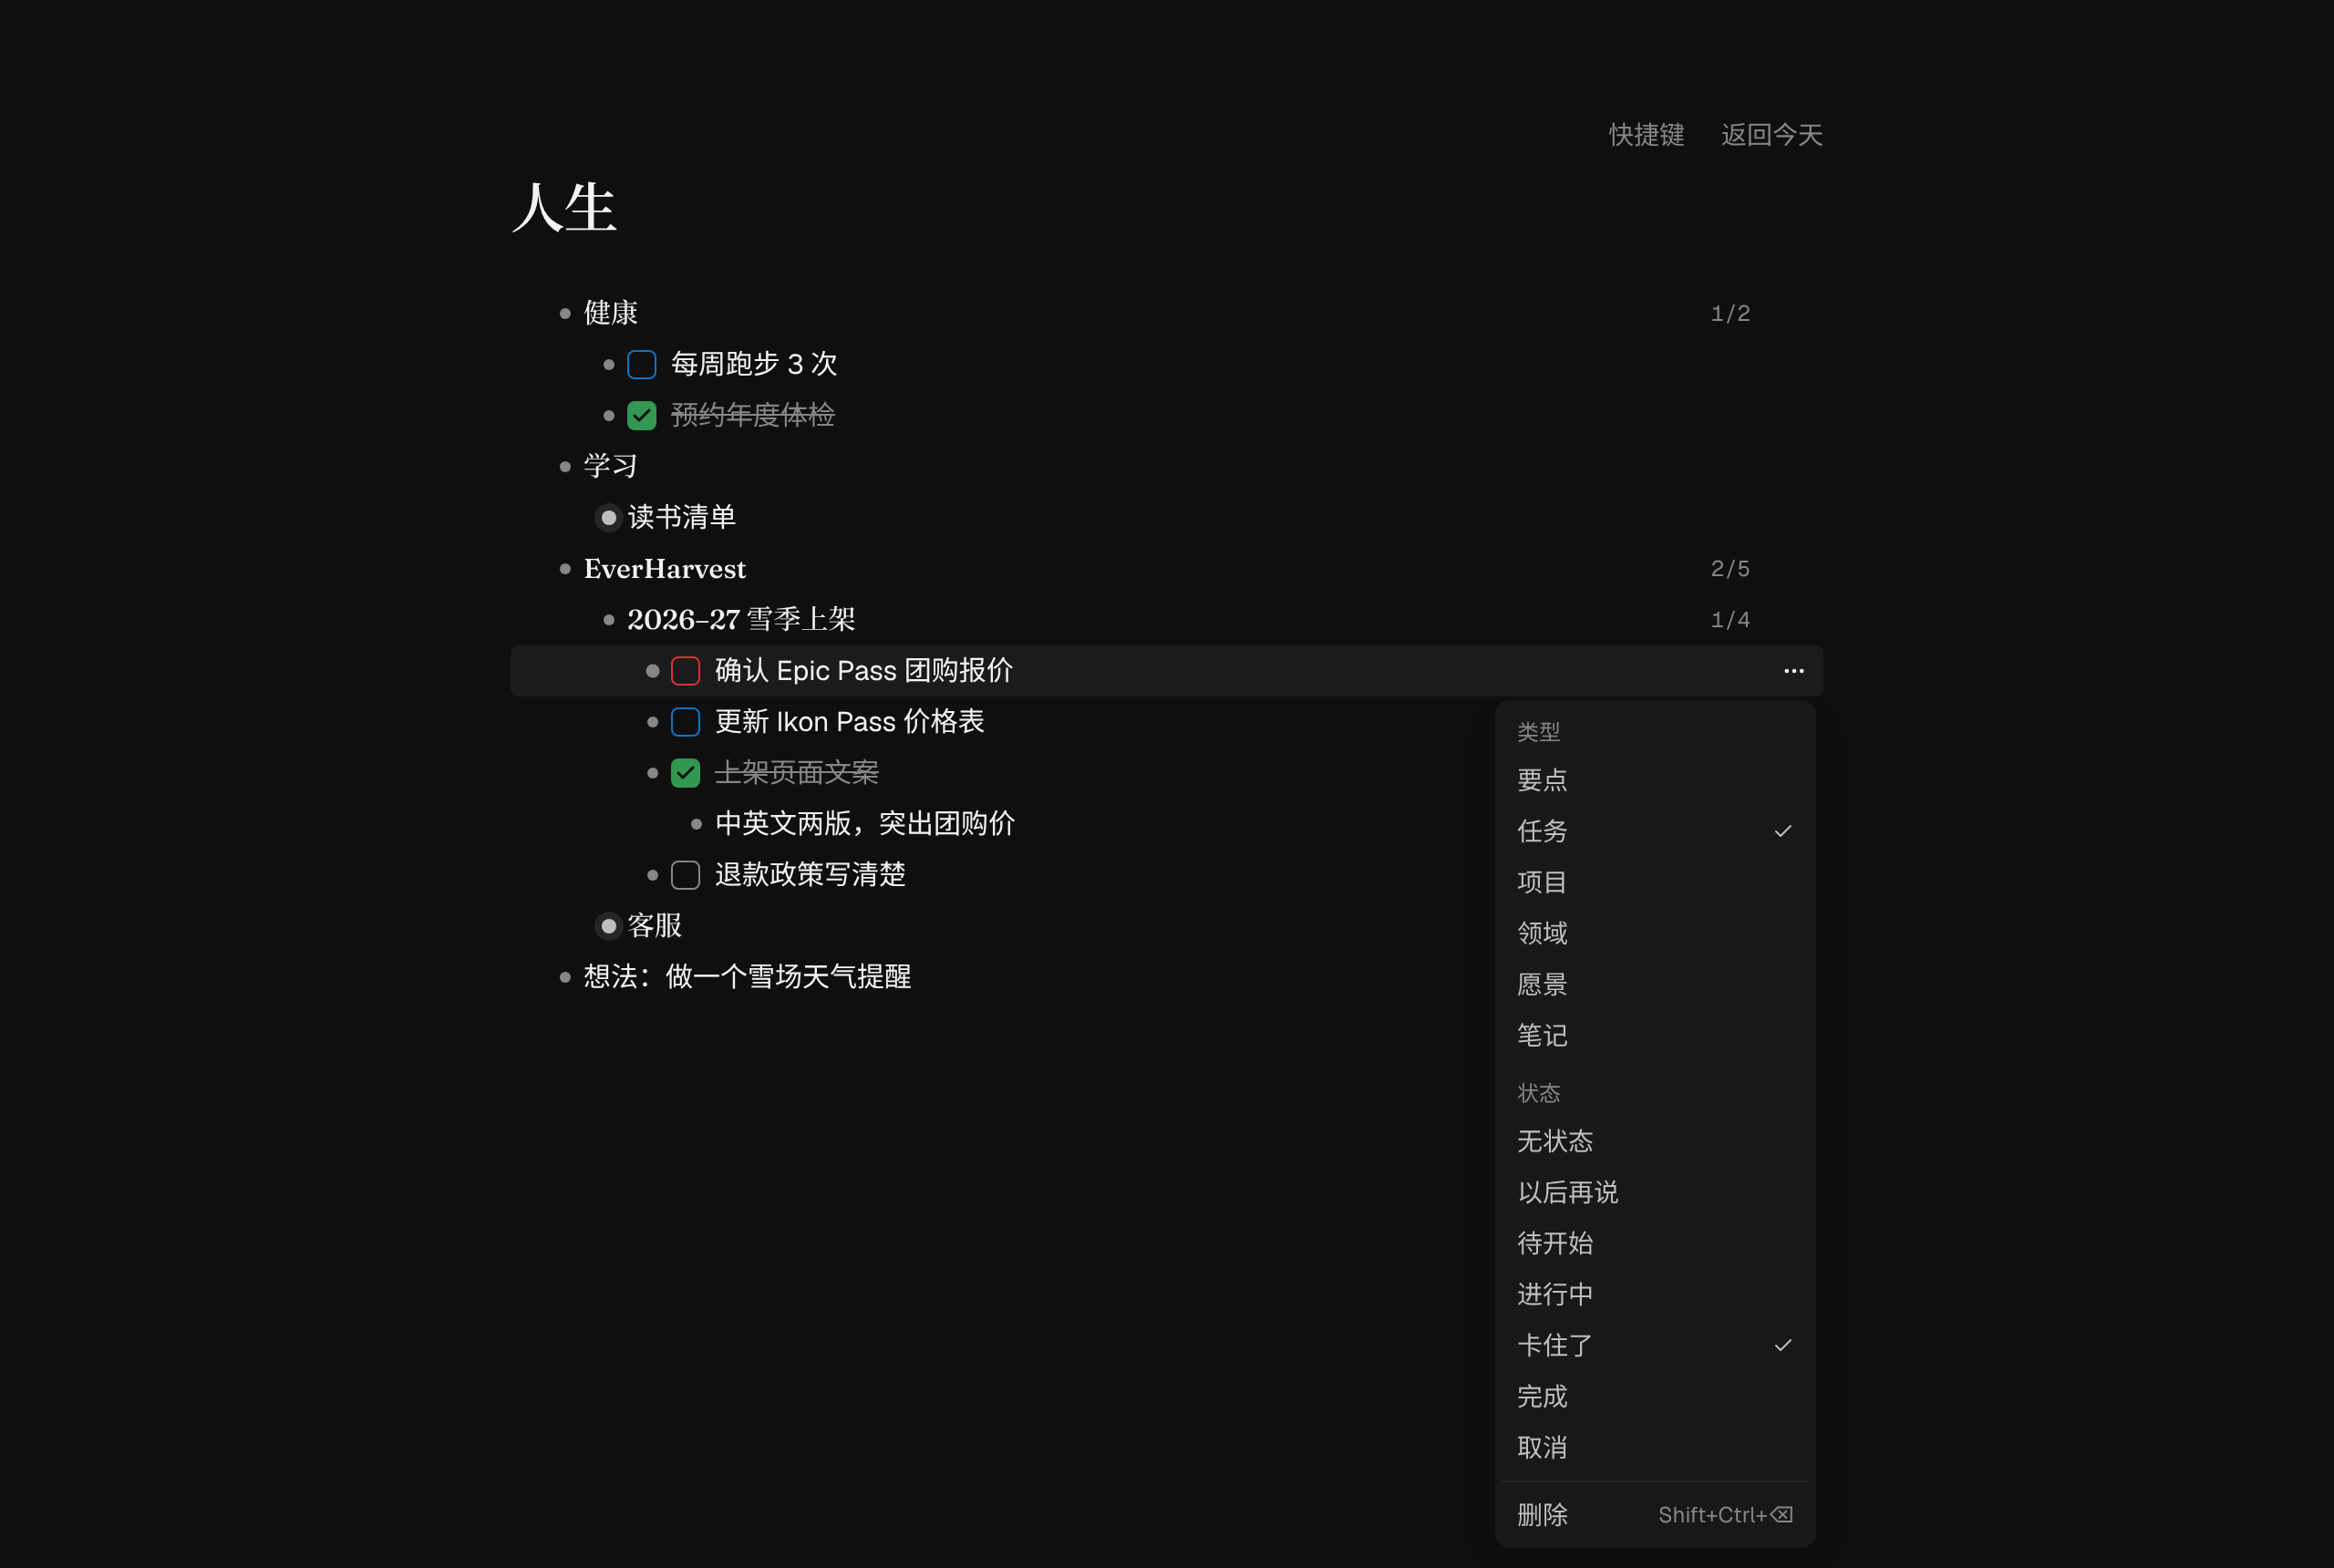 快捷键 返回今天
人生
健康 1/2
每周跑步 3 次
预约年度体检
学习
读书清单
EverHarvest 2/5
2026–27 雪季上架 1/4
确认 Epic Pass 团购报价
更新 Ikon Pass 价格表
上架页面文案
中英文两版，突出团购价
退款政策写清楚
客服
想法：做一个雪场天气提醒
类型
要点
任务
项目
领域
愿景
笔记
状态
无状态
以后再说
待开始
进行中
卡住了
完成
取消
删除 Shift+Ctrl+⌫